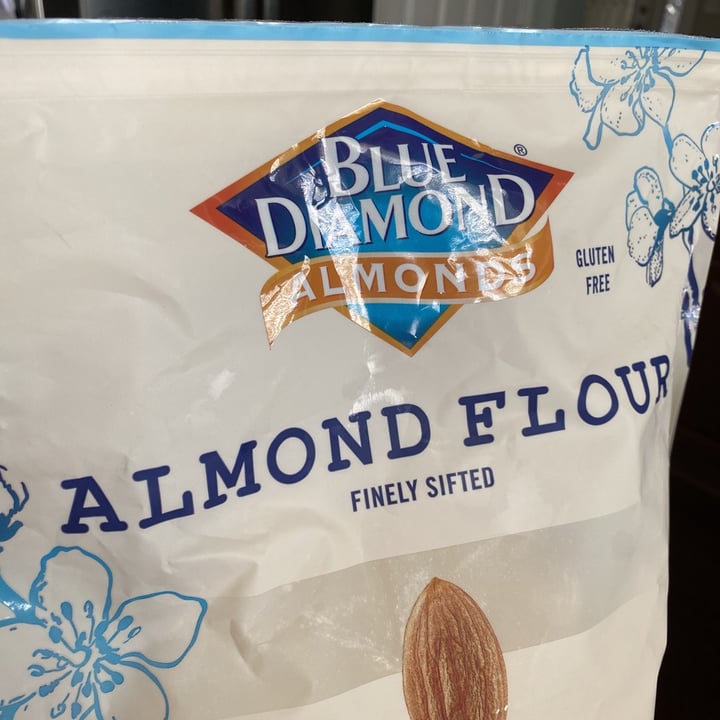 BLUE
DIAMOND
®
ALMONDS
GLUTEN
FREE
ALMOND FLOUR
FINELY SIFTED